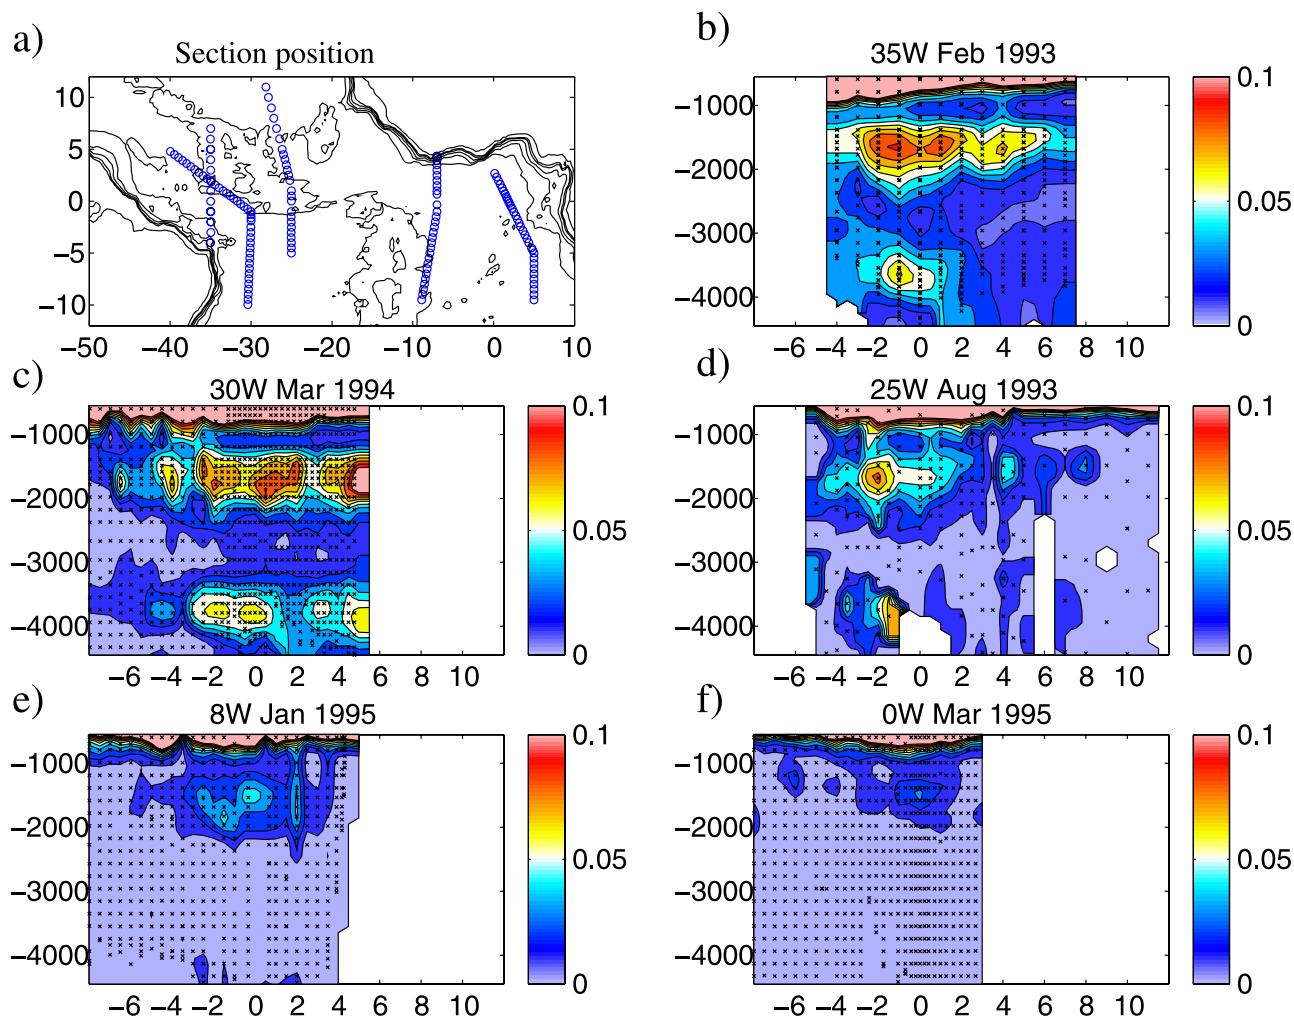 a)
Section position
10
5
0
−5
−10
−50 −40 −30 −20 −10 0 10
b)
35W Feb 1993
−1000
−2000
−3000
−4000
−6 −4 −2 0 2 4 6 8 10
0.1
0.05
0
c)
30W Mar 1994
−1000
−2000
−3000
−4000
−6 −4 −2 0 2 4 6 8 10
0.1
0.05
0
d)
25W Aug 1993
−1000
−2000
−3000
−4000
−6 −4 −2 0 2 4 6 8 10
0.1
0.05
0
e)
8W Jan 1995
−1000
−2000
−3000
−4000
−6 −4 −2 0 2 4 6 8 10
0.1
0.05
0
f)
0W Mar 1995
−1000
−2000
−3000
−4000
−6 −4 −2 0 2 4 6 8 10
0.1
0.05
0